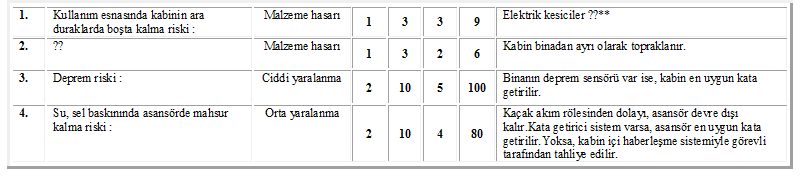 1. Kullanım esnasında kabinin ara duraklarda boşta kalma riski : Malzeme hasarı 1 3 3 9 Elektrik kesiciler ??**
2. ?? Malzeme hasarı 1 3 2 6 Kabin binadan ayrı olarak topraklanır.
3. Deprem riski : Ciddi yaralanma 2 10 5 100 Binanın deprem sensörü var ise, kabin en uygun kata getirilir.
4. Su, sel baskınında asansörde mahsur kalma riski : Orta yaralanma 2 10 4 80 Kaçak akım rölesinden dolayı, asansör devre dışı kalır.Kata getirici sistem varsa, asansör en uygun kata getirilir. Yoksa, kabin içi haberleşme sistemiyle görevli tarafından tahliye edilir.